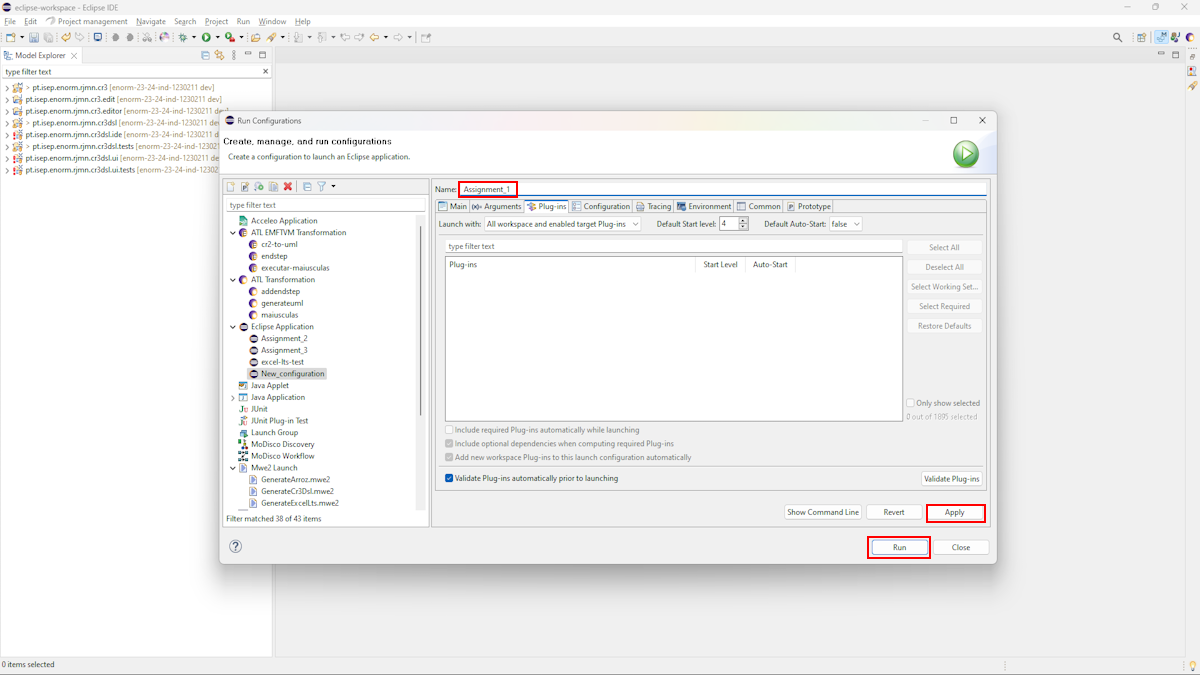 eclipse-workspace - Eclipse IDE
File Edit Project management Navigate Search Project Run Window Help
Model Explorer
type filter text
> pt.isep.enorm.rjmn.cr3 [enorm-23-24-ind-1230211 dev]
> pt.isep.enorm.rjmn.cr3.edit [enorm-23-24-ind-1230211 dev]
> pt.isep.enorm.rjmn.cr3.editor [enorm-23-24-ind-1230211 dev]
> pt.isep.enorm.rjmn.cr3dsl [enorm-23-24-ind-1230211 d
pt.isep.enorm.rjmn.cr3dsl.ide [enorm-23-24-ind-1230211 d
> pt.isep.enorm.rjmn.cr3dsl.tests [enorm-23-24-ind-123021
pt.isep.enorm.rjmn.cr3dsl.ui [enorm-23-24-ind-1230211 de
pt.isep.enorm.rjmn.cr3dsl.ui.tests [enorm-23-24-ind-12302
Run Configurations
Create, manage, and run configurations
Create a configuration to launch an Eclipse application.
type filter text
Acceleo Application
ATL EMFTVM Transformation
cr2-to-uml
endstep
executar-maiusculas
ATL Transformation
addendstep
generateuml
maiusculas
Eclipse Application
Assignment_2
Assignment_3
excel-lts-test
New_configuration
Java Applet
Java Application
JUnit
JUnit Plug-in Test
Launch Group
MoDisco Discovery
MoDisco Workflow
Mwe2 Launch
GenerateArroz.mwe2
GenerateCr3Dsl.mwe2
GenerateExcelLts.mwe2
Filter matched 38 of 43 items
Name: Assignment_1
Main Arguments Plug-ins Configuration Tracing Environment Common Prototype
Launch with: All workspace and enabled target Plug-ins Default Start level: 4 Default Auto-Start: false
type filter text
Plug-ins Start Level Auto-Start
Select All
Deselect All
Select Working Set...
Select Required
Restore Defaults
Only show selected
0 out of 1895 selected
Include required Plug-ins automatically while launching
Include optional dependencies when computing required Plug-ins
Add new workspace Plug-ins to this launch configuration automatically
Validate Plug-ins automatically prior to launching
Validate Plug-ins
Show Command Line Revert Apply
Run Close
0 items selected